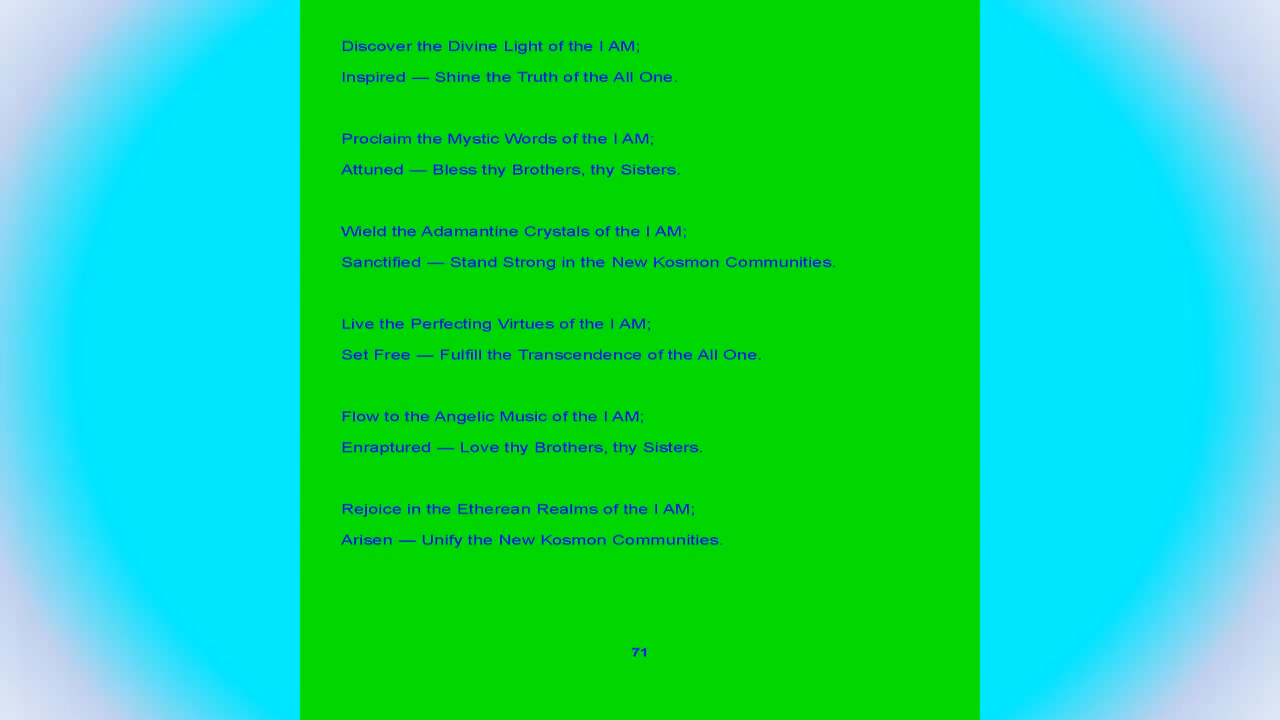 Discover the Divine Light of the I AM;
Inspired — Shine the Truth of the All One.
Proclaim the Mystic Words of the I AM;
Attuned — Bless thy Brothers, thy Sisters.
Wield the Adamantine Crystals of the I AM;
Sanctified — Stand Strong in the New Kosmon Communities.
Live the Perfecting Virtues of the I AM;
Set Free — Fulfill the Transcendence of the All One.
Flow to the Angelic Music of the I AM;
Enraptured — Love thy Brothers, thy Sisters.
Rejoice in the Etherean Realms of the I AM;
Arisen — Unify the New Kosmon Communities.
71